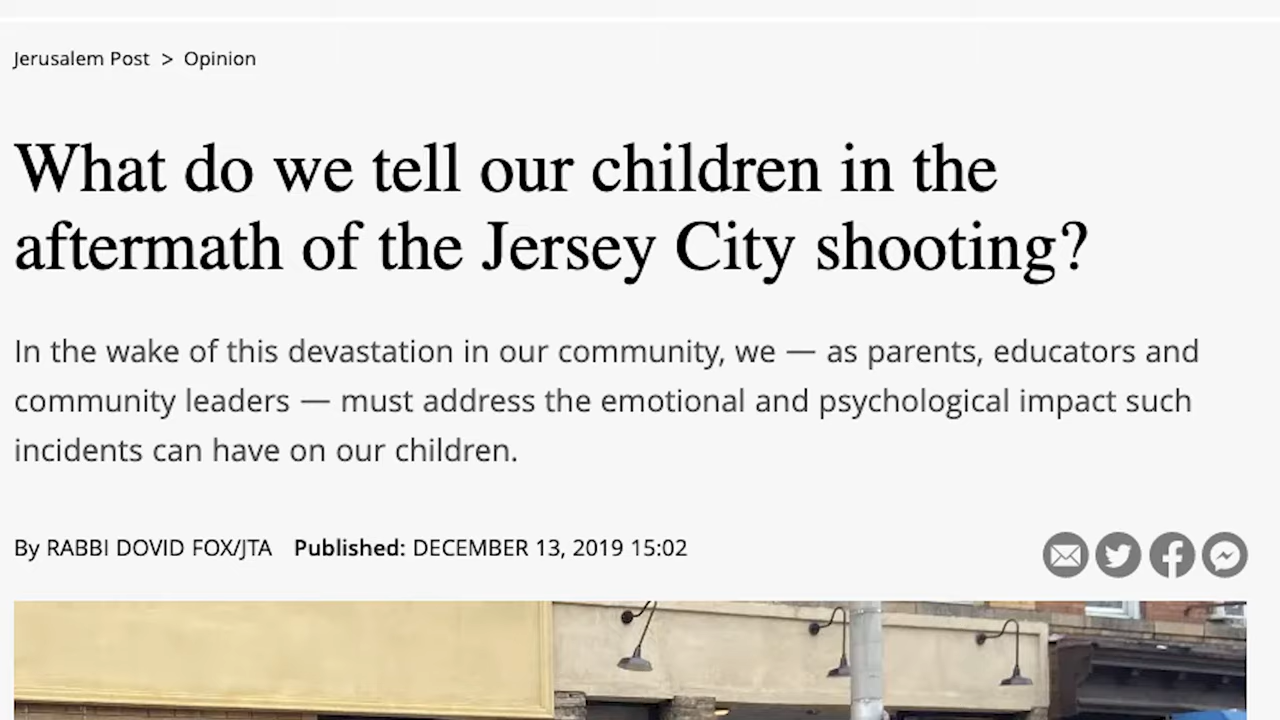 Jerusalem Post > Opinion
What do we tell our children in the
aftermath of the Jersey City shooting?
In the wake of this devastation in our community, we — as parents, educators and
community leaders — must address the emotional and psychological impact such
incidents can have on our children.
By RABBI DOVID FOX/JTA Published: DECEMBER 13, 2019 15:02